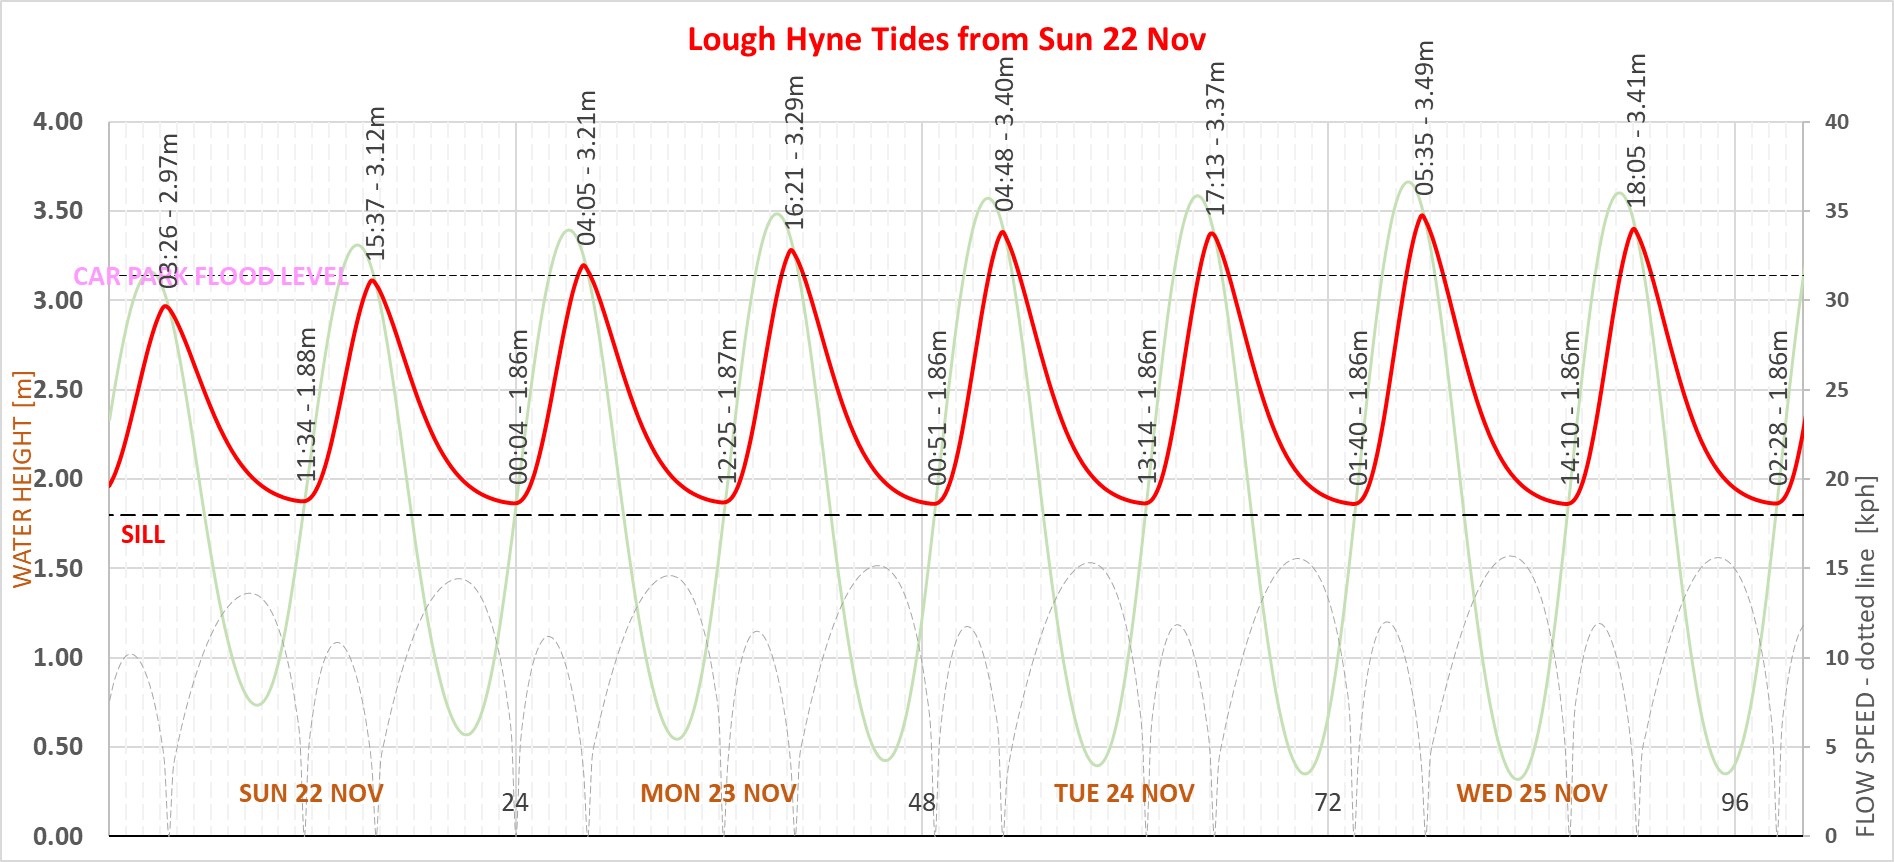 Lough Hyne Tides from Sun 22 Nov
03:26 - 2.97m
15:37 - 3.12m
04:05 - 3.21m
16:21 - 3.29m
04:48 - 3.40m
17:13 - 3.37m
05:35 - 3.49m
18:05 - 3.41m
CAR PARK FLOOD LEVEL
11:34 - 1.88m
00:04 - 1.86m
12:25 - 1.87m
00:51 - 1.86m
13:14 - 1.86m
01:40 - 1.86m
14:10 - 1.86m
02:28 - 1.86m
SILL
WATER HEIGHT [m]
4.00
3.50
3.00
2.50
2.00
1.50
1.00
0.50
0.00
40
35
30
25
20
15
10
5
0
FLOW SPEED - dotted line [kph]
SUN 22 NOV
24
MON 23 NOV
48
TUE 24 NOV
72
WED 25 NOV
96